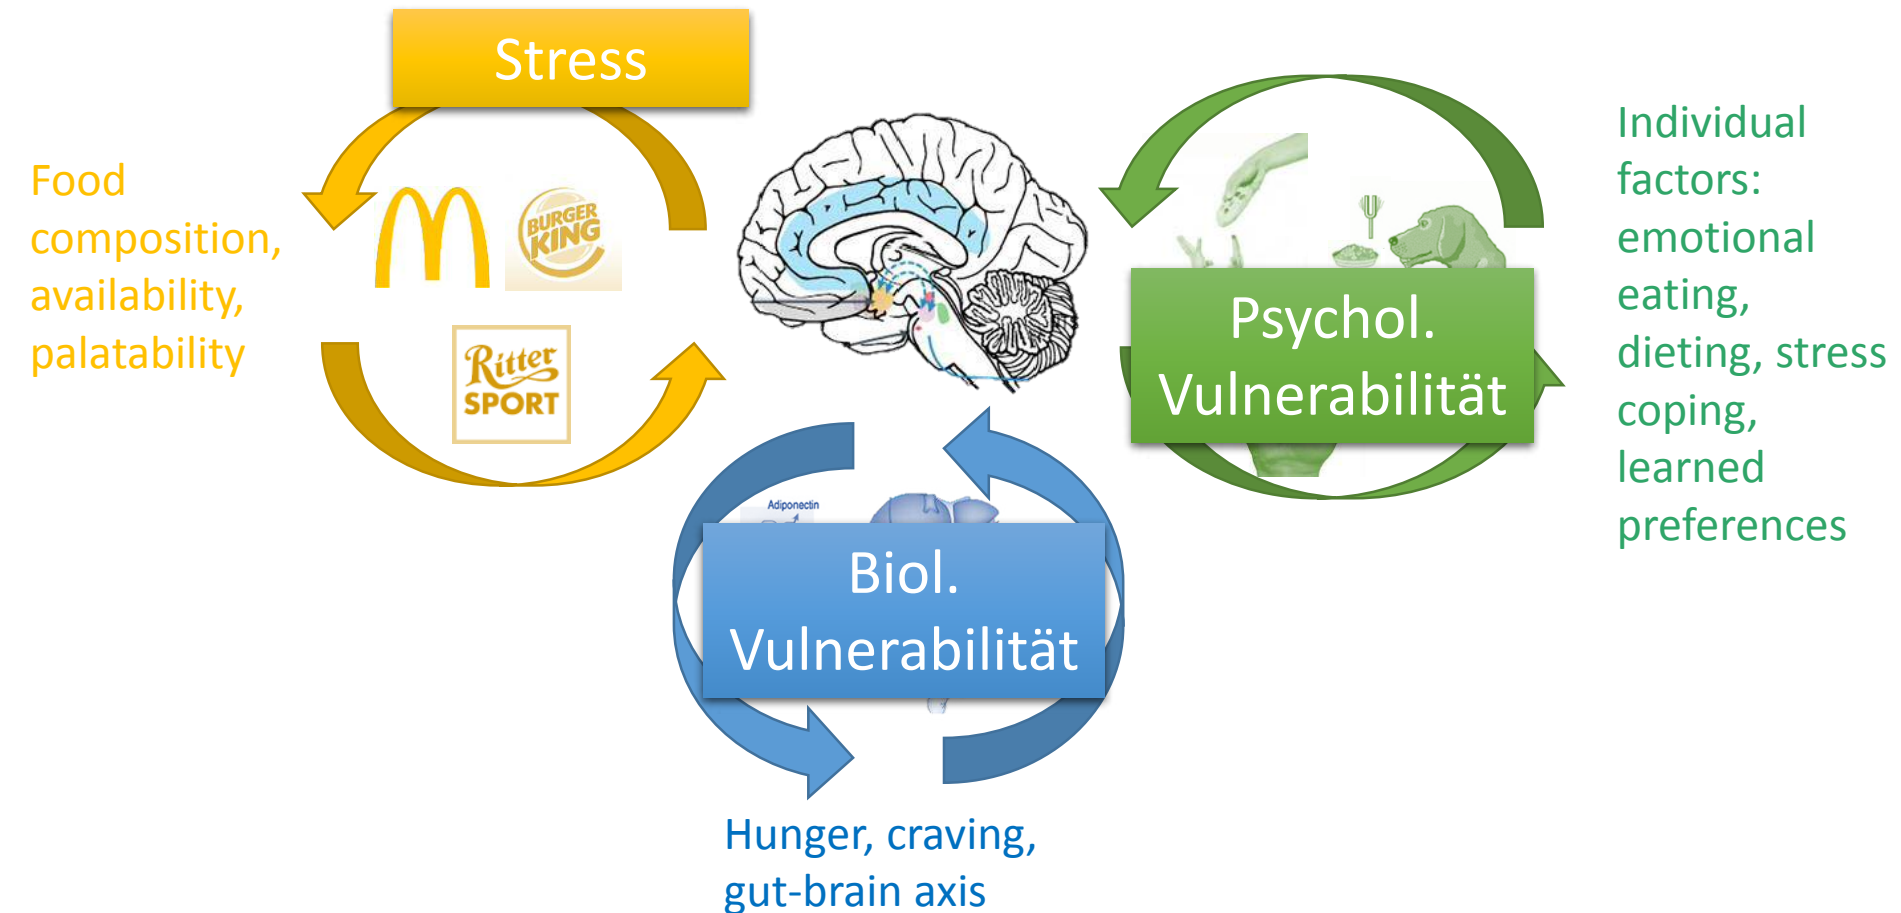 Stress
Food
composition,
availability,
palatability
BURGER
KING
Ritter
SPORT
Individual
factors:
emotional
eating,
dieting, stress
coping,
learned
preferences
Psychol.
Vulnerabilität
Adiponectin
Biol.
Vulnerabilität
Hunger, craving,
gut-brain axis